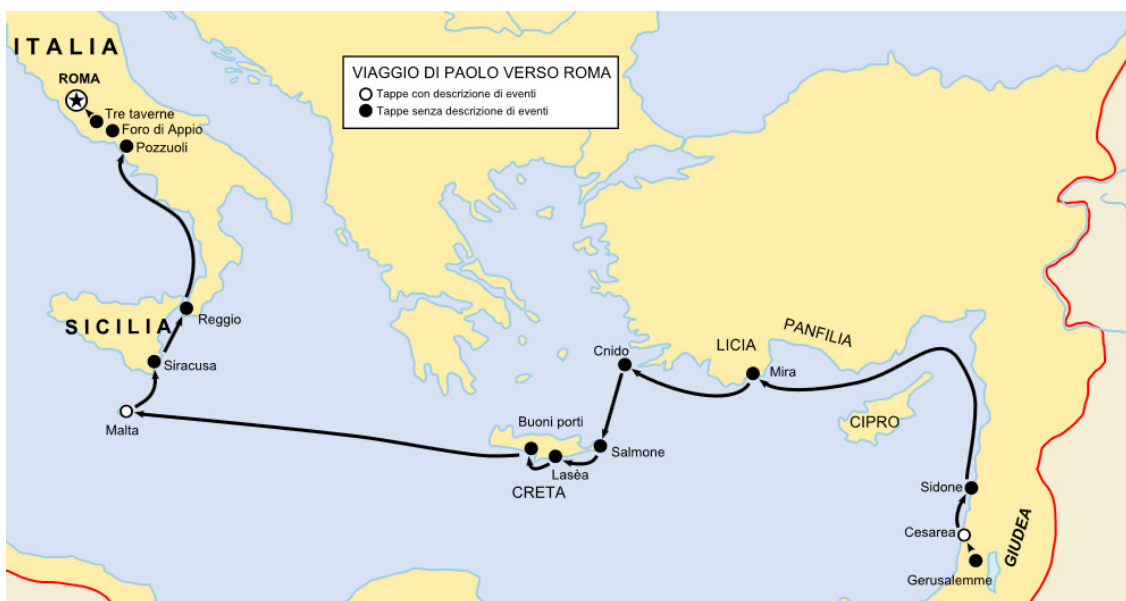 ITALIA
ROMA
Tre taverne
Foro di Appio
Pozzuoli
VIAGGIO DI PAOLO VERSO ROMA
Tappe con descrizione di eventi
Tappe senza descrizione di eventi
SICILIA
Reggio
Siracusa
Malta
Cnido
LICIA
PANFILIA
Mira
Buoni porti
Salmone
Lasèa
CRETA
CIPRO
Sidone
Cesarea
GIUDEA
Gerusalemme